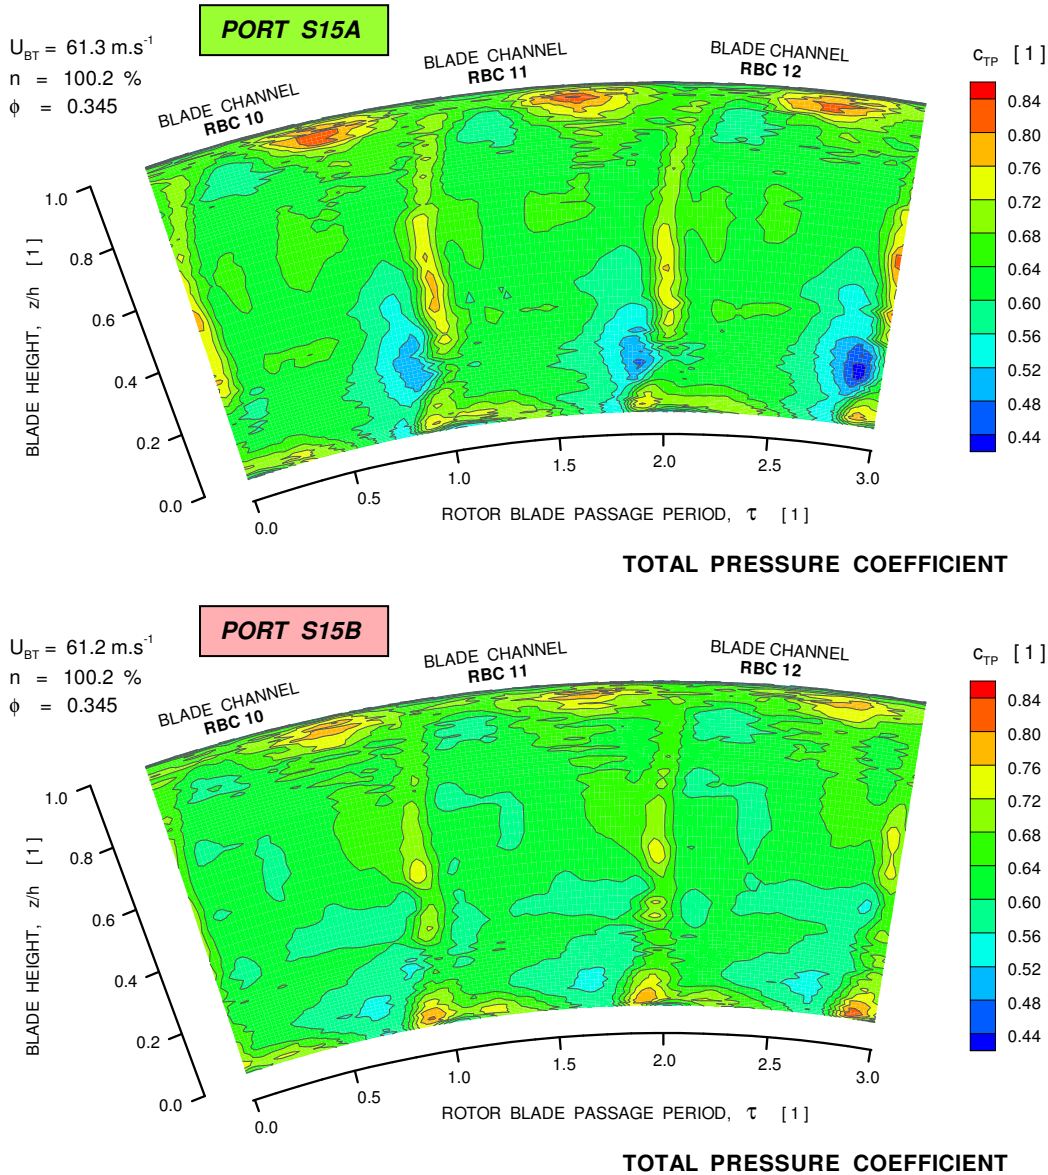 PORT S15A
U_BT = 61.3 m.s^-1
n = 100.2 %
ϕ = 0.345
BLADE CHANNEL
RBC 10
BLADE CHANNEL
RBC 11
BLADE CHANNEL
RBC 12
c_TP [ 1 ]
0.84
0.80
0.76
0.72
0.68
0.64
0.60
0.56
0.52
0.48
0.44
BLADE HEIGHT, z/h [ 1 ]
1.0
0.8
0.6
0.4
0.2
0.0
0.0
0.5
1.0
1.5
2.0
2.5
3.0
ROTOR BLADE PASSAGE PERIOD, τ [ 1 ]
TOTAL PRESSURE COEFFICIENT
PORT S15B
U_BT = 61.2 m.s^-1
n = 100.2 %
ϕ = 0.345
BLADE CHANNEL
RBC 10
BLADE CHANNEL
RBC 11
BLADE CHANNEL
RBC 12
c_TP [ 1 ]
0.84
0.80
0.76
0.72
0.68
0.64
0.60
0.56
0.52
0.48
0.44
BLADE HEIGHT, z/h [ 1 ]
1.0
0.8
0.6
0.4
0.2
0.0
0.0
0.5
1.0
1.5
2.0
2.5
3.0
ROTOR BLADE PASSAGE PERIOD, τ [ 1 ]
TOTAL PRESSURE COEFFICIENT